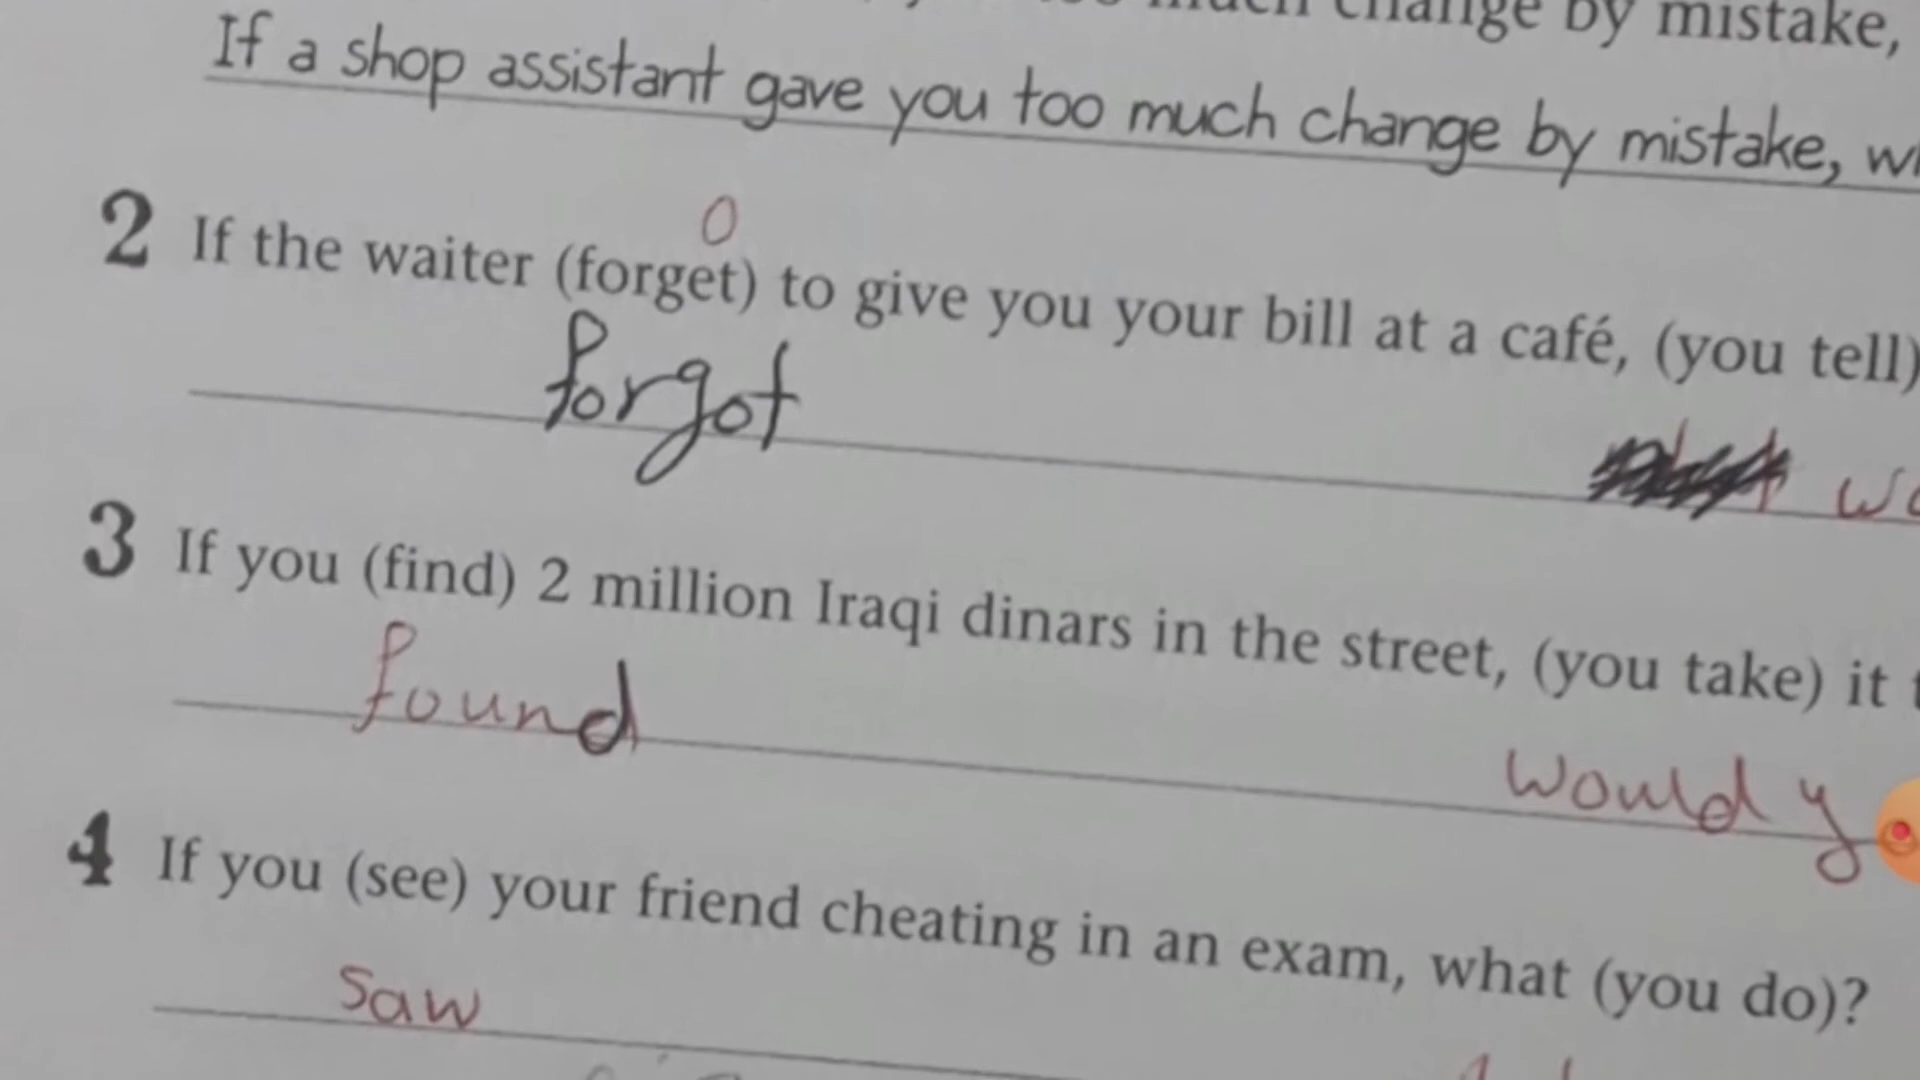 change by mistake,
If a shop assistant gave you too much change by mistake,
o
2 If the waiter (forget) to give you your bill at a café, (you tell)
forgot
3 If you (find) 2 million Iraqi dinars in the street, (you take) it
found
would y
4 If you (see) your friend cheating in an exam, what (you do)?
saw